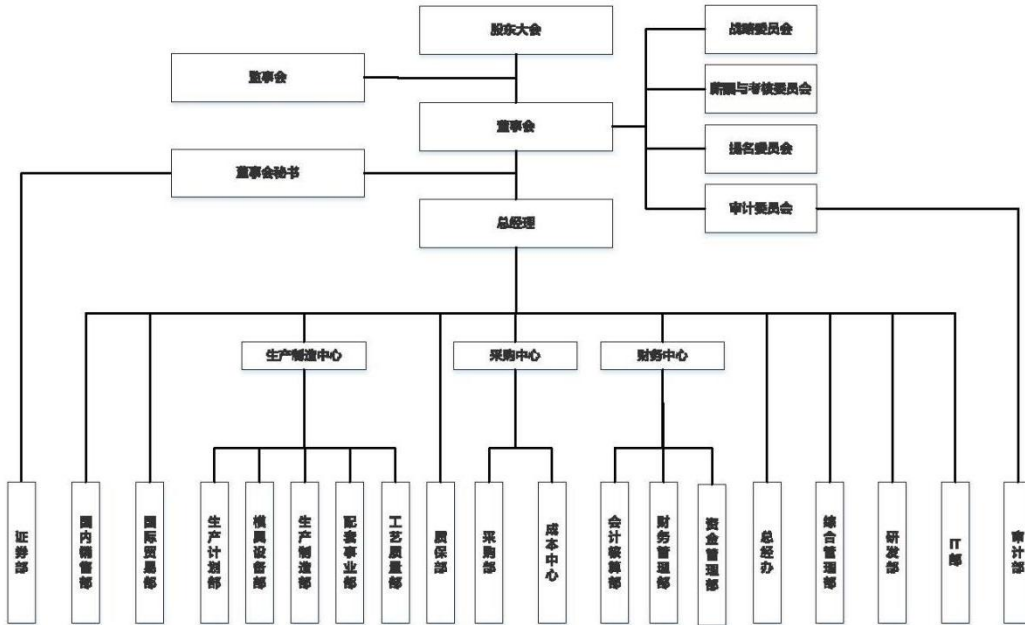 股东大会
战略委员会
监事会
薪酬与考核委员会
董事会
提名委员会
董事会秘书
审计委员会
总经理
生产制造中心
采购中心
财务中心
证券部
国内销售部
国际贸易部
生产计划部
模具设备部
生产制造部
配套事业部
工艺质量部
质保部
采购部
成本中心
会计核算部
财务管理部
资金管理部
总经办
综合管理部
研发部
IT部
审计部